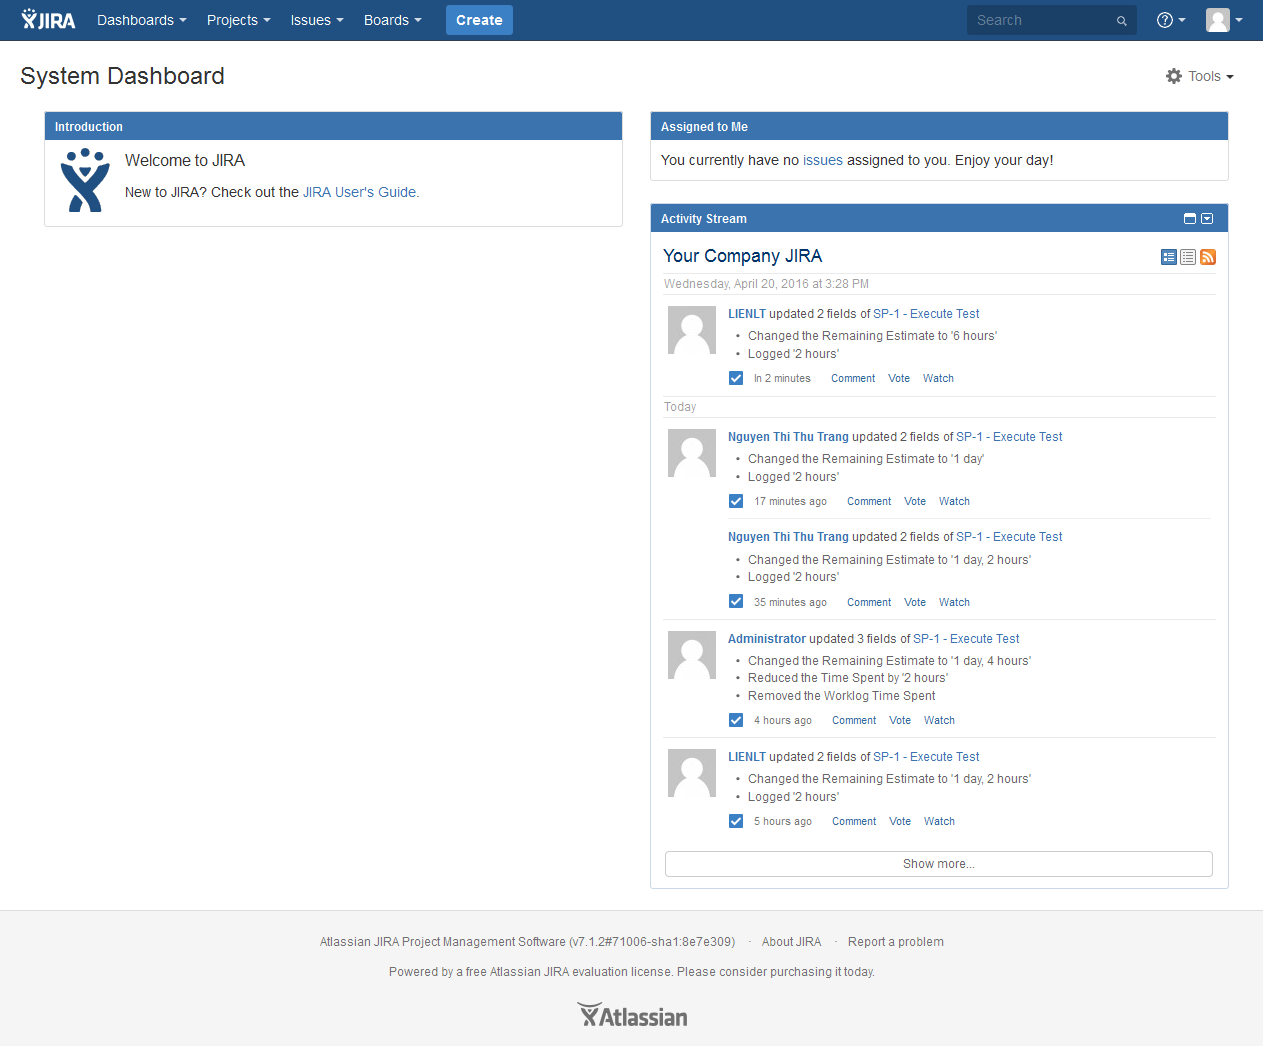 JIRA Dashboards Projects Issues Boards Create Search
System Dashboard
Tools
Introduction
Welcome to JIRA
New to JIRA? Check out the JIRA User's Guide.
Assigned to Me
You currently have no issues assigned to you. Enjoy your day!
Activity Stream
Your Company JIRA
Wednesday, April 20, 2016 at 3:28 PM
LIENLT updated 2 fields of SP-1 - Execute Test
• Changed the Remaining Estimate to '6 hours'
• Logged '2 hours'
In 2 minutes Comment Vote Watch
Today
Nguyen Thi Thu Trang updated 2 fields of SP-1 - Execute Test
• Changed the Remaining Estimate to '1 day'
• Logged '2 hours'
17 minutes ago Comment Vote Watch
Nguyen Thi Thu Trang updated 2 fields of SP-1 - Execute Test
• Changed the Remaining Estimate to '1 day, 2 hours'
• Logged '2 hours'
35 minutes ago Comment Vote Watch
Administrator updated 3 fields of SP-1 - Execute Test
• Changed the Remaining Estimate to '1 day, 4 hours'
• Reduced the Time Spent by '2 hours'
• Removed the Worklog Time Spent
4 hours ago Comment Vote Watch
LIENLT updated 2 fields of SP-1 - Execute Test
• Changed the Remaining Estimate to '1 day, 2 hours'
• Logged '2 hours'
5 hours ago Comment Vote Watch
Show more...
Atlassian JIRA Project Management Software (v7.1.2#71006-sha1:8e7e309) · About JIRA · Report a problem
Powered by a free Atlassian JIRA evaluation license. Please consider purchasing it today.
Atlassian